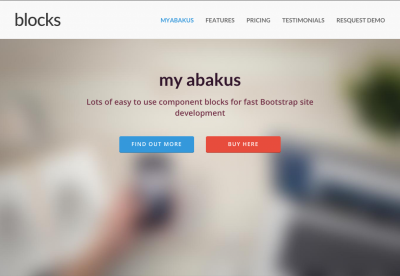 blocks
MYABAKUS FEATURES PRICING TESTIMONIALS RESQUEST DEMO
my abakus
Lots of easy to use component blocks for fast Bootstrap site
development
FIND OUT MORE BUY HERE